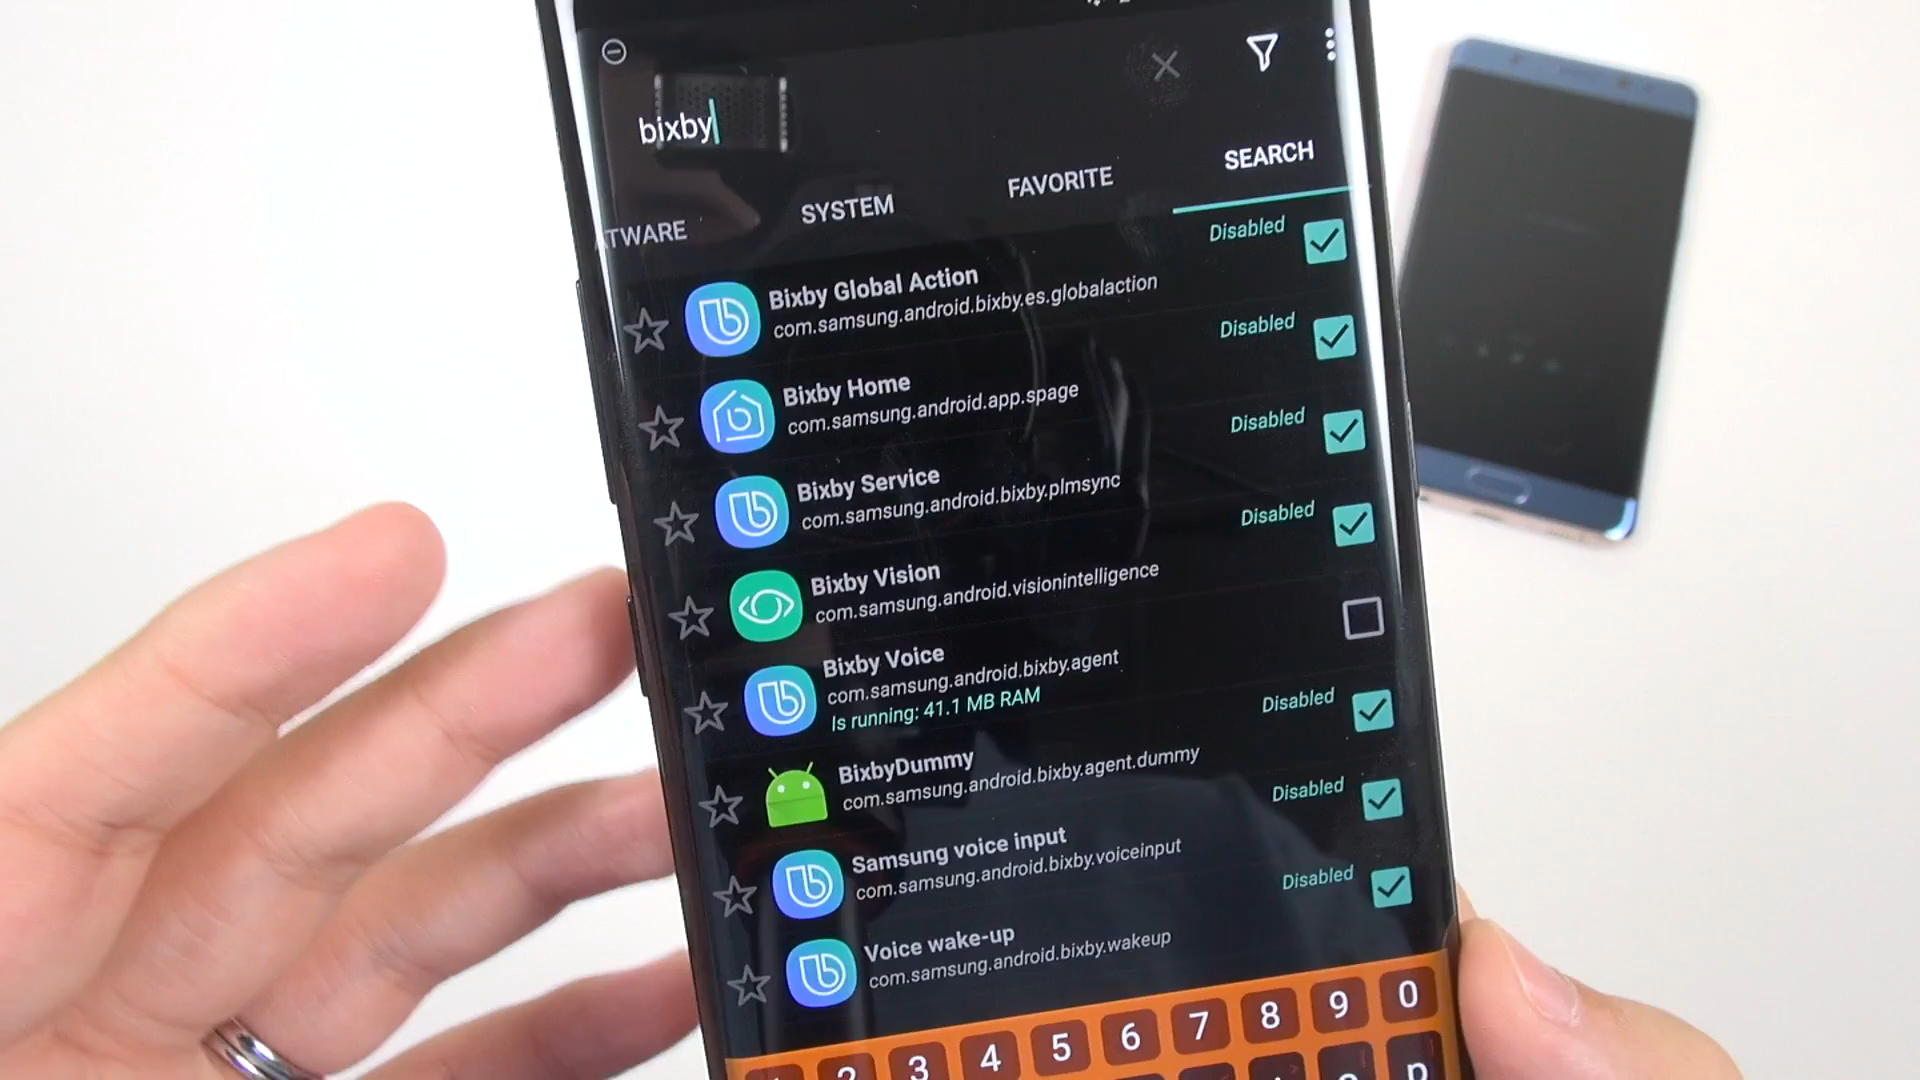 bixby
ATWARE SYSTEM FAVORITE SEARCH
Disabled
Bixby Global Action
com.samsung.android.bixby.es.globalaction
Disabled
Bixby Home
com.samsung.android.app.spage
Disabled
Bixby Service
com.samsung.android.bixby.plmsync
Disabled
Bixby Vision
com.samsung.android.visionintelligence
Bixby Voice
com.samsung.android.bixby.agent
Is running: 41.1 MB RAM
Disabled
BixbyDummy
com.samsung.android.bixby.agent.dummy
Disabled
Samsung voice input
com.samsung.android.bixby.voiceinput
Disabled
Voice wake-up
com.samsung.android.bixby.wakeup
1 2 3 4 5 6 7 8 9 0
o p